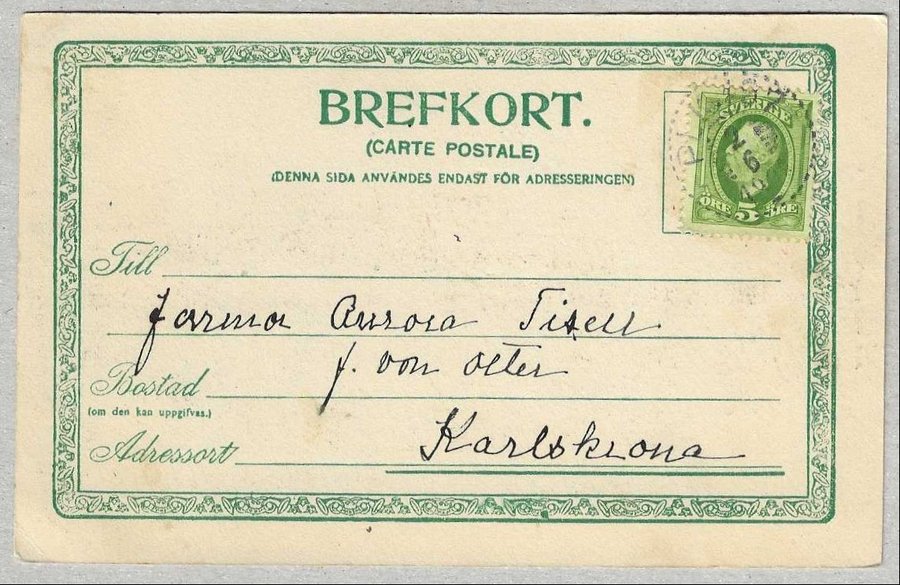 BREFKORT.
(CARTE POSTALE)
(DENNA SIDA ANVÄNDES ENDAST FÖR ADRESSERINGEN)
SVERIGE
ÖRE 5 ÖRE
Till
Farmor Aurora Tisell
f. von Otter
Bostad
(om den kan uppgifvas.)
Karlskrona
Adressort